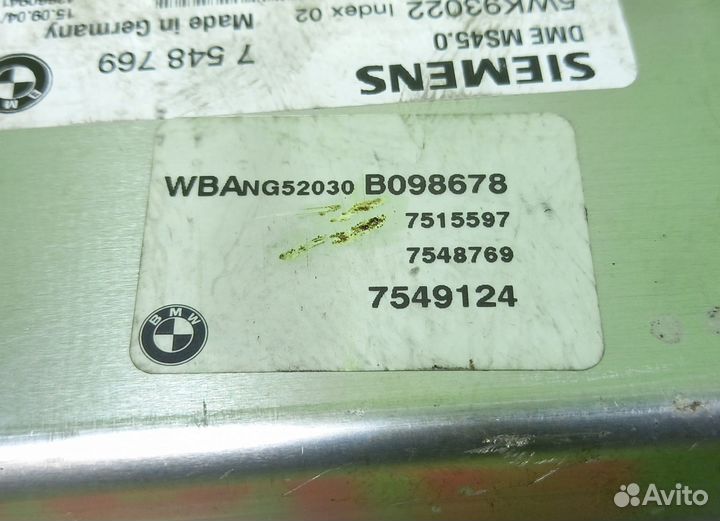 SIEMENS
DME MS45.0
5WK93022 Index 02
7 548 769
Made in Germany
15.09.04/
BMW
WBANG52030 B098678
7515597
7548769
7549124
BMW
Avito